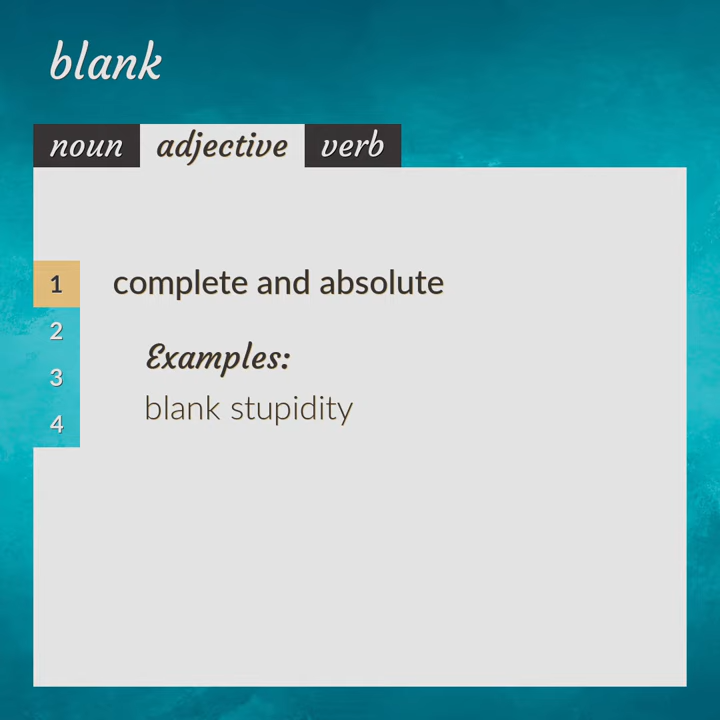 blank
noun adjective verb
1 complete and absolute
2
Examples:
3
blank stupidity
4